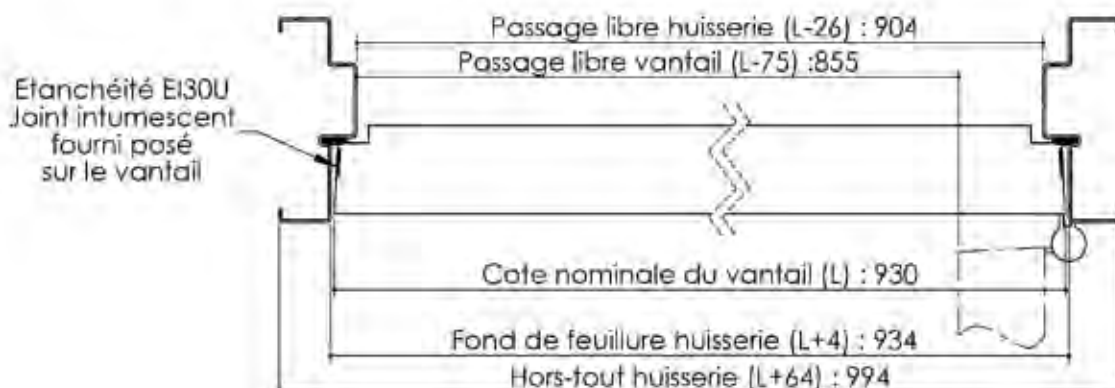 Passage libre huisserie (L-26) : 904
Passage libre vantail (L-75) :855
Etanchéité EI30U
Joint intumescent
fourni posé
sur le vantail
Cote nominale du vantail (L) : 930
Fond de feuillure huisserie (L+4) : 934
Hors-tout huisserie (L+64) : 994